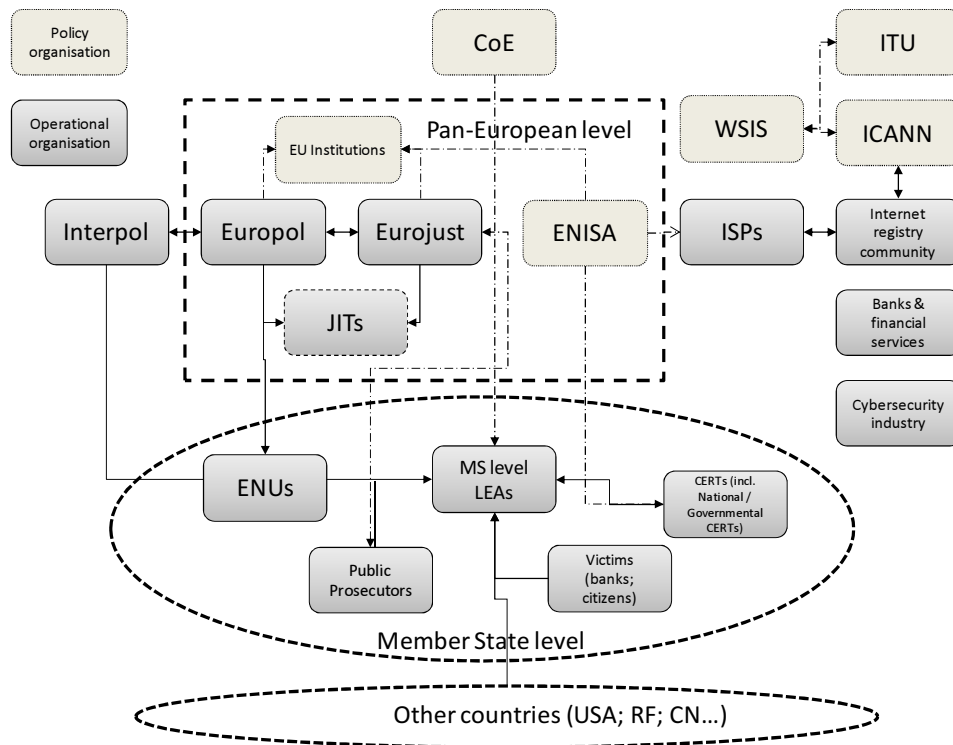 Policy
organisation
CoE
ITU
Operational
organisation
Pan-European level
WSIS
ICANN
EU Institutions
Interpol
Europol
Eurojust
ENISA
ISPs
Internet
registry
community
JITs
Banks &
financial
services
Cybersecurity
industry
ENUs
MS level
LEAs
CERTs (incl.
National /
Governmental
CERTs)
Public
Prosecutors
Victims
(banks;
citizens)
Member State level
Other countries (USA; RF; CN...)